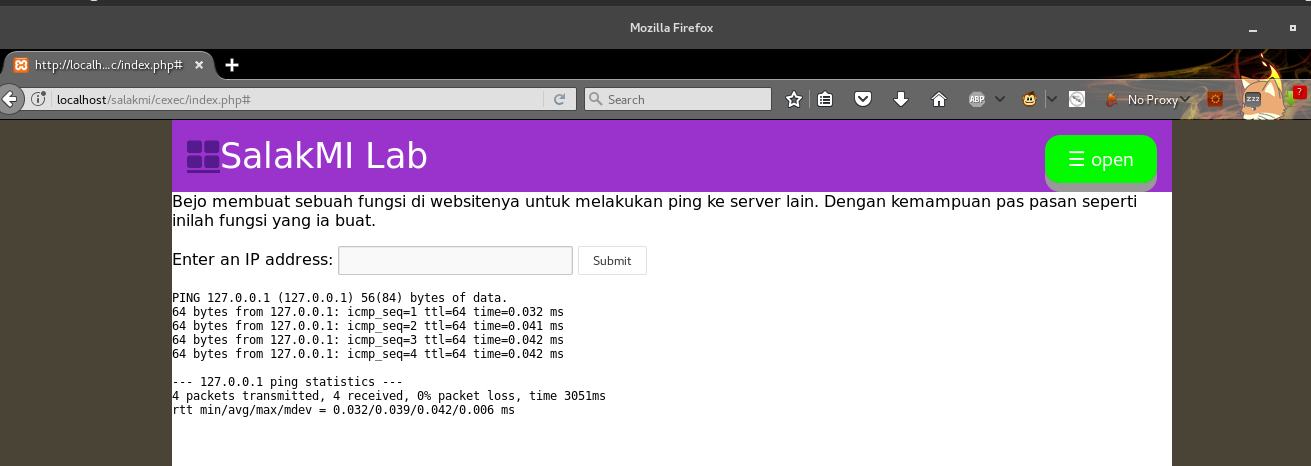 Mozilla Firefox
http://localh...c/index.php#
localhost/salakmi/cexec/index.php#
Search
ABP
No Proxy
zzz
?
SalakMI Lab
☰ open
Bejo membuat sebuah fungsi di websitenya untuk melakukan ping ke server lain. Dengan kemampuan pas pasan seperti
inilah fungsi yang ia buat.
Enter an IP address:
Submit
PING 127.0.0.1 (127.0.0.1) 56(84) bytes of data.
64 bytes from 127.0.0.1: icmp_seq=1 ttl=64 time=0.032 ms
64 bytes from 127.0.0.1: icmp_seq=2 ttl=64 time=0.041 ms
64 bytes from 127.0.0.1: icmp_seq=3 ttl=64 time=0.042 ms
64 bytes from 127.0.0.1: icmp_seq=4 ttl=64 time=0.042 ms
--- 127.0.0.1 ping statistics ---
4 packets transmitted, 4 received, 0% packet loss, time 3051ms
rtt min/avg/max/mdev = 0.032/0.039/0.042/0.006 ms